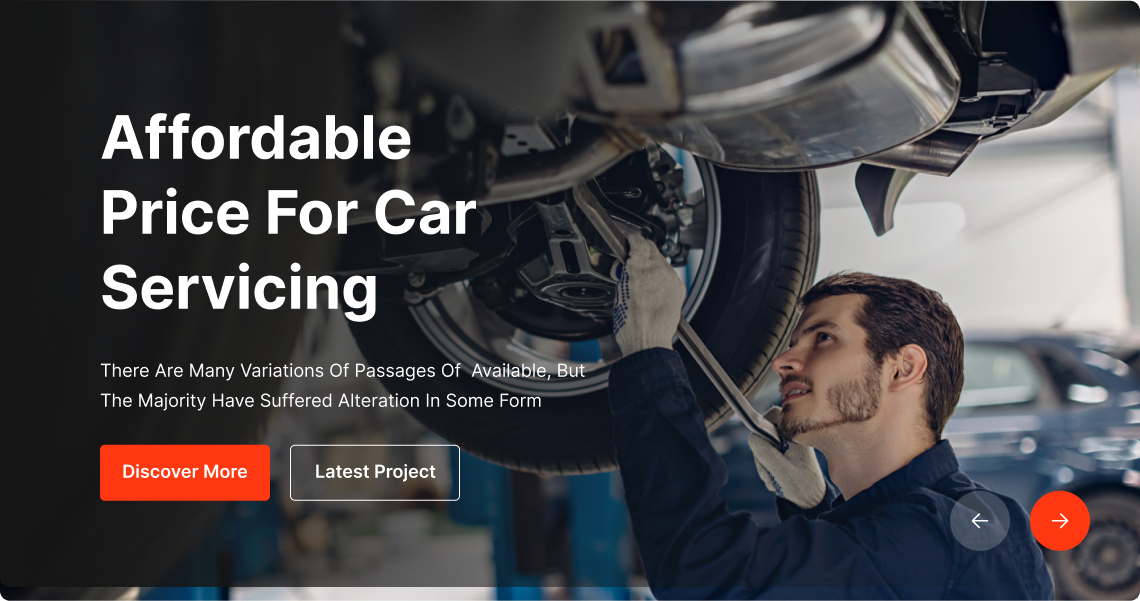 Affordable
Price For Car
Servicing
There Are Many Variations Of Passages Of  Available, But
The Majority Have Suffered Alteration In Some Form
Discover More
Latest Project